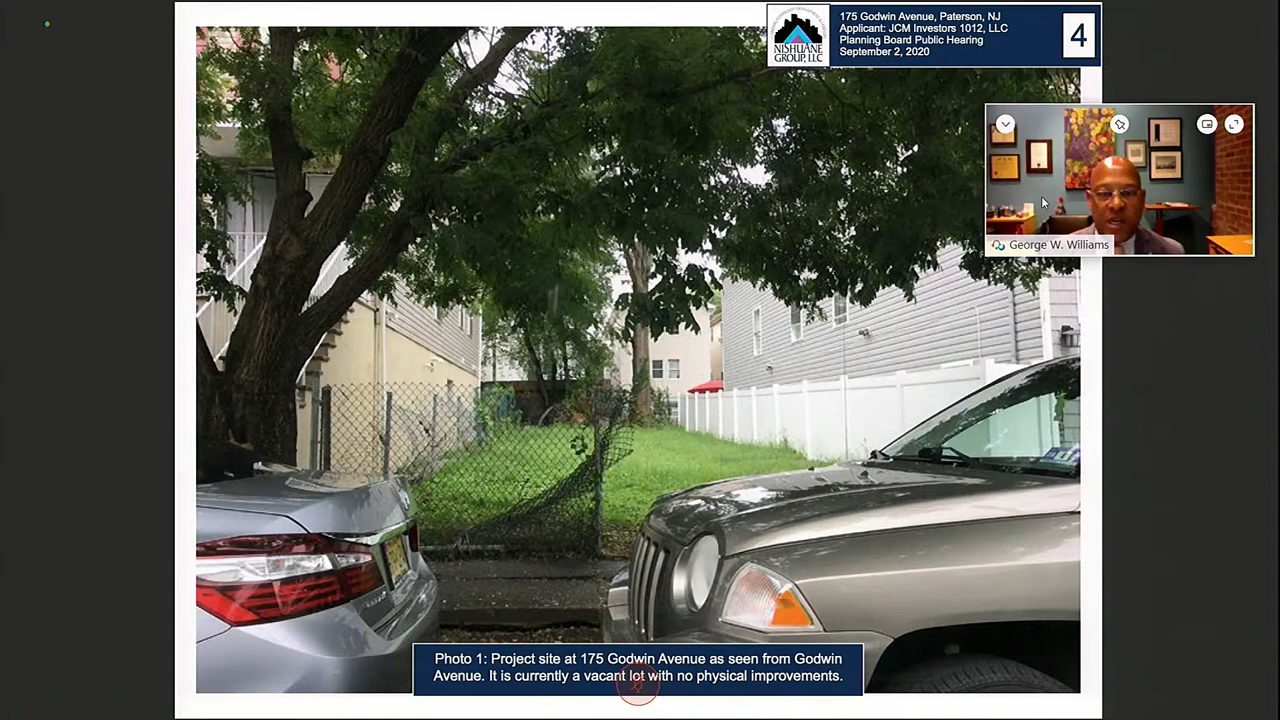 NISHUANE
GROUP, LLC
175 Godwin Avenue, Paterson, NJ
Applicant: JCM Investors 1012, LLC
Planning Board Public Hearing
September 2, 2020
4
George W. Williams
Photo 1: Project site at 175 Godwin Avenue as seen from Godwin
Avenue. It is currently a vacant lot with no physical improvements.